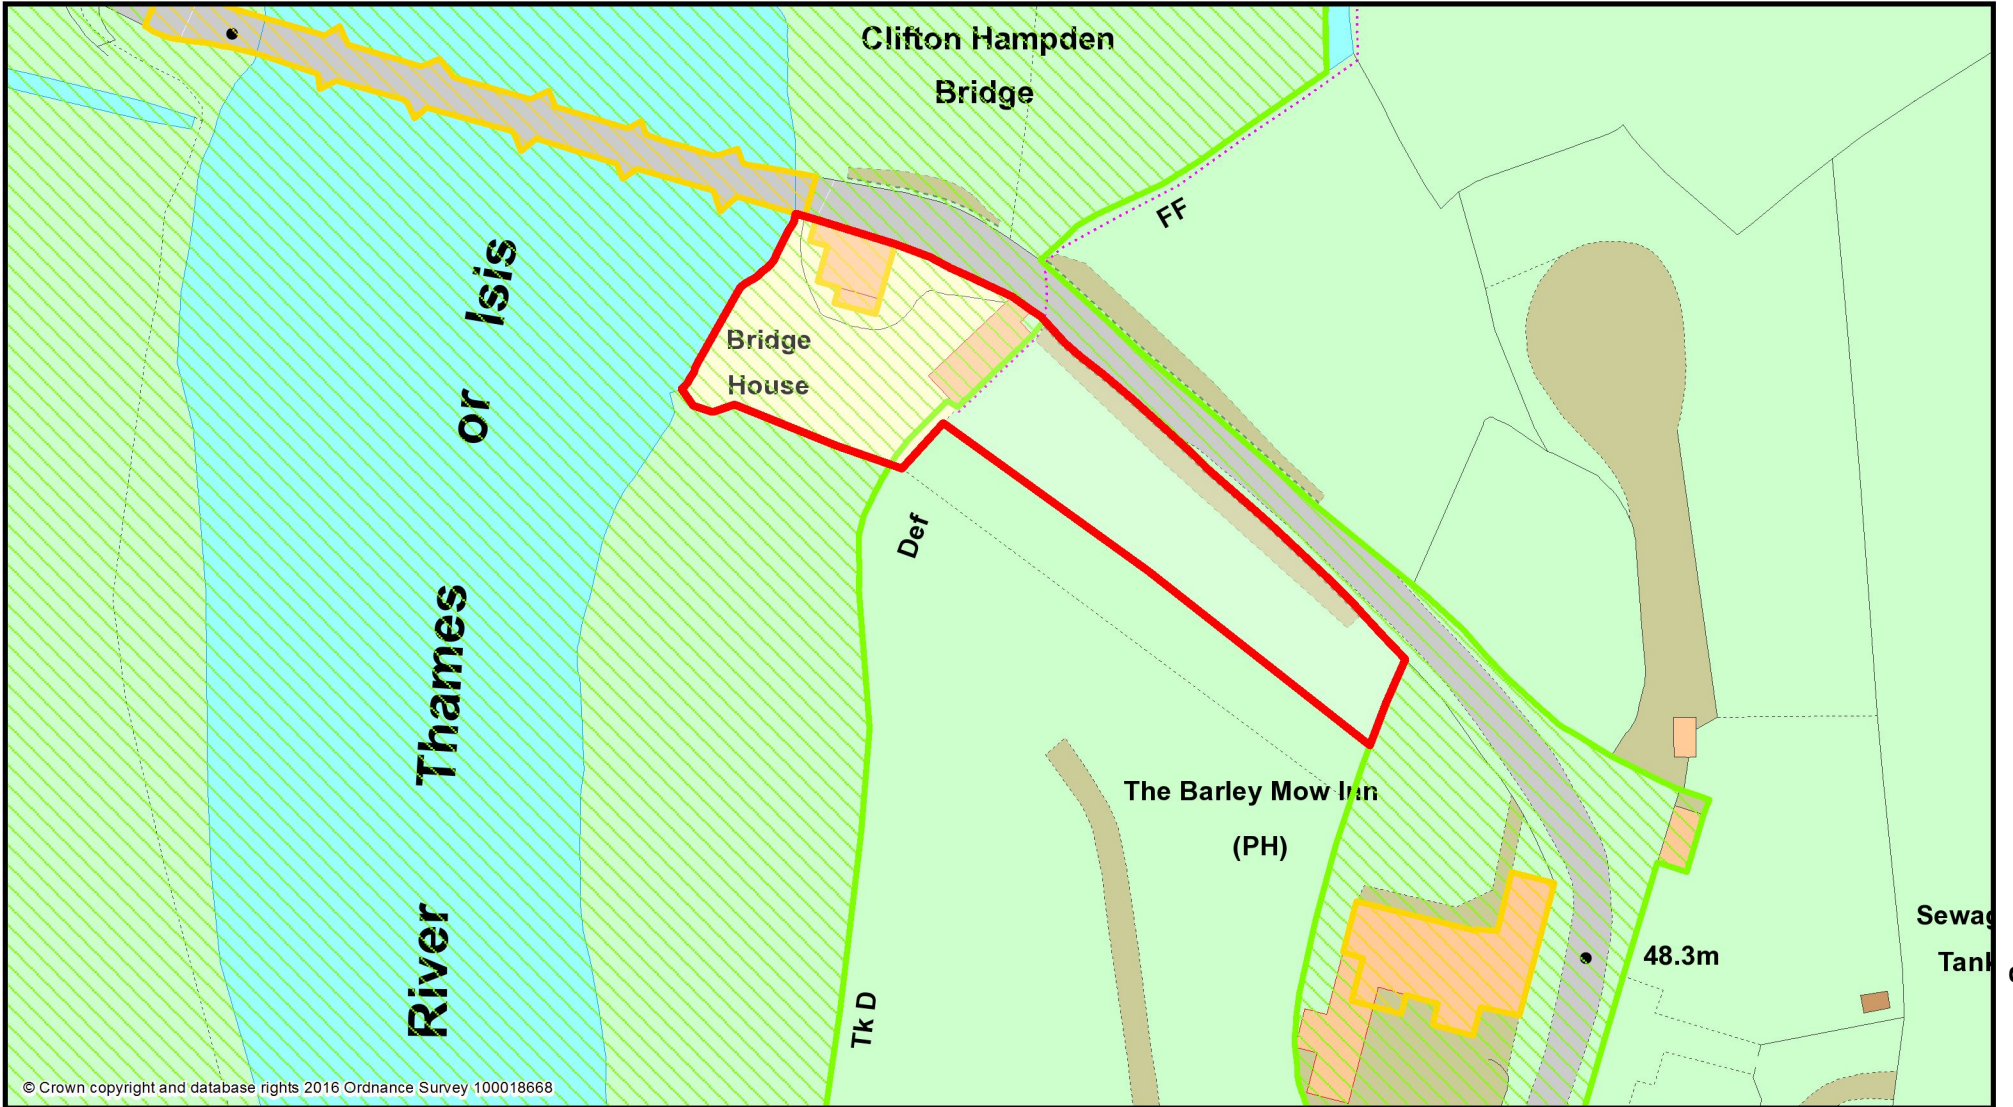 Clifton Hampden
Bridge
FF
River Thames or Isis
Bridge
House
Def
The Barley Mow Inn
(PH)
48.3m
Tk D
© Crown copyright and database rights 2016 Ordnance Survey 100018668